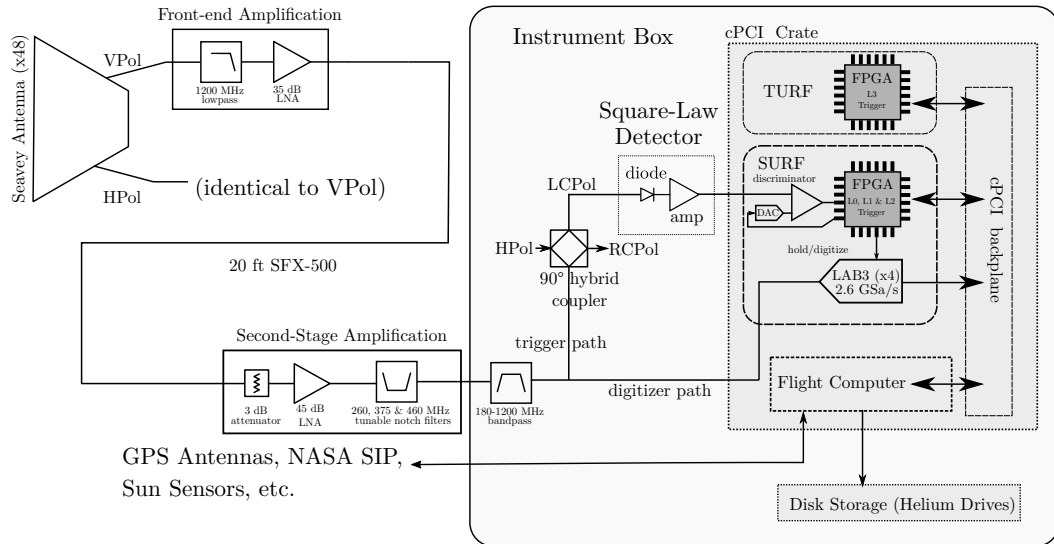 Front-end Amplification
Seavey Antenna (x48)
VPol
1200 MHz
lowpass
35 dB
LNA
HPol
(identical to VPol)
20 ft SFX-500
Second-Stage Amplification
3 dB
attenuator
45 dB
LNA
260, 375 & 460 MHz
tunable notch filters
GPS Antennas, NASA SIP,
Sun Sensors, etc.
Instrument Box
180-1200 MHz
bandpass
trigger path
digitizer path
HPol
RCPol
LCPol
90° hybrid
coupler
Square-Law
Detector
diode
amp
cPCI Crate
TURF
FPGA
L3
Trigger
SURF
discriminator
DAC
FPGA
L0, L1 & L2
Trigger
hold/digitize
LAB3 (x4)
2.6 GSa/s
cPCI backplane
Flight Computer
Disk Storage (Helium Drives)